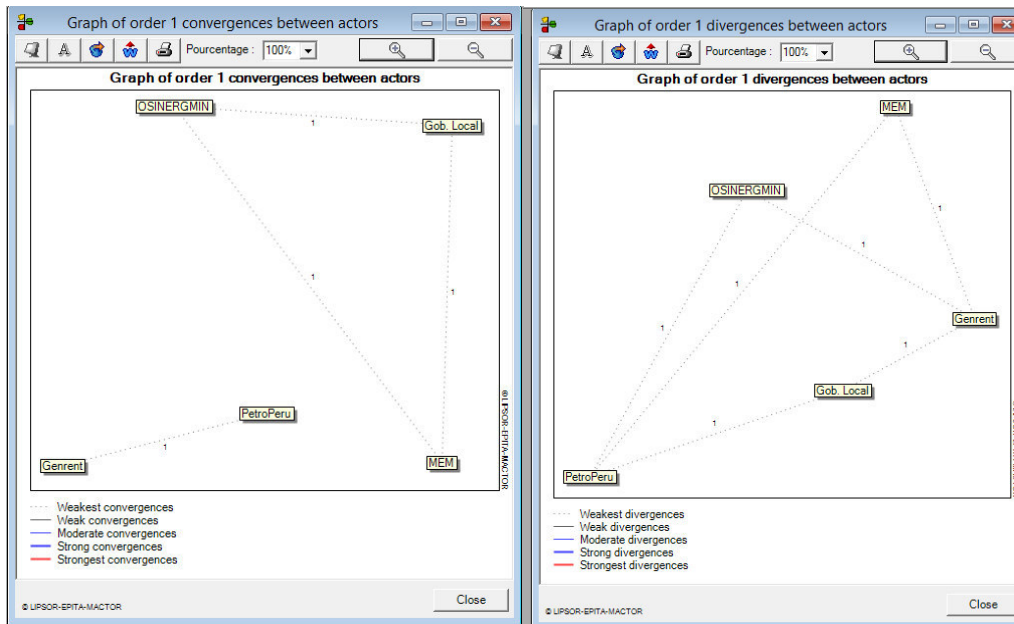 Graph of order 1 convergences between actors
A
Pourcentage : 100%
Graph of order 1 convergences between actors
OSINERGMIN
1
Gob. Local
1
1
PetroPeru
1
Genrent
MEM
© LIPSOR-EPITA-MACTOR
Weakest convergences
Weak convergences
Moderate convergences
Strong convergences
Strongest convergences
© LIPSOR-EPITA-MACTOR
Close
Graph of order 1 divergences between actors
A
Pourcentage : 100%
Graph of order 1 divergences between actors
MEM
OSINERGMIN
1
1
1
Genrent
1
1
Gob. Local
1
PetroPeru
Weakest divergences
Weak divergences
Moderate divergences
Strong divergences
Strongest divergences
© LIPSOR-EPITA-MACTOR
Close